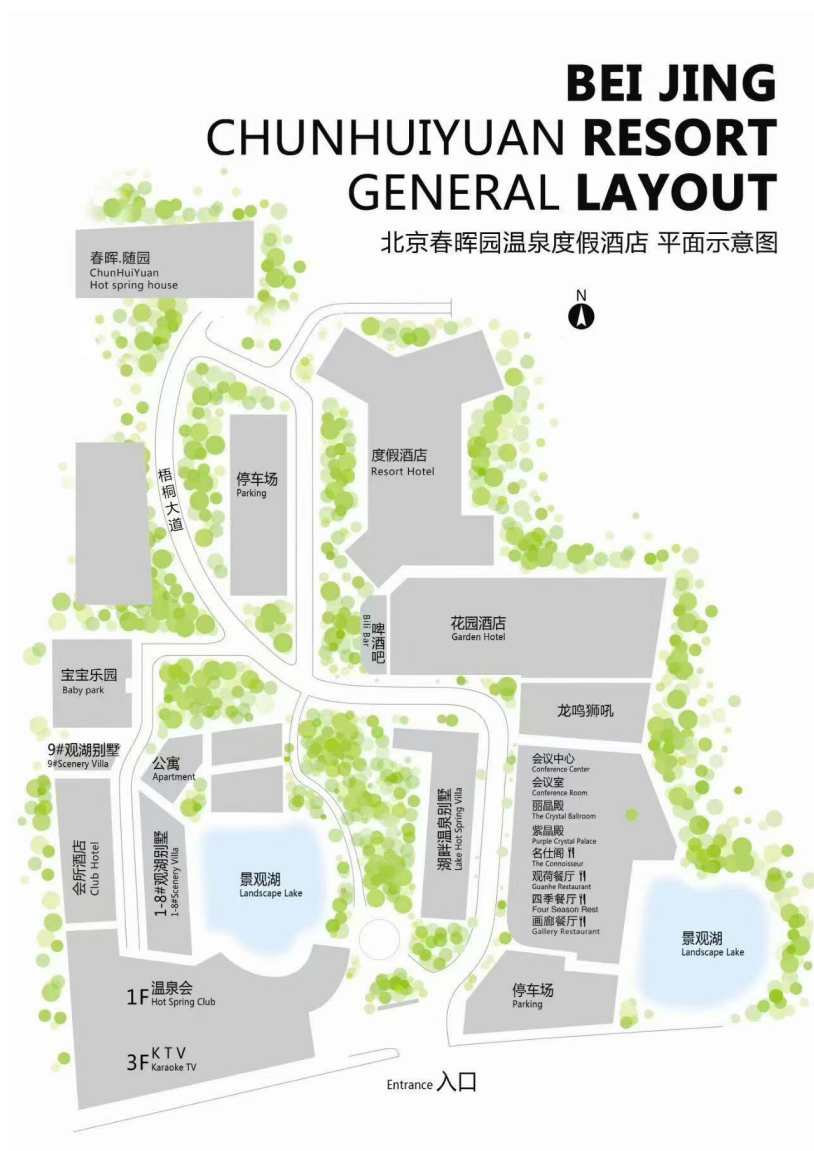 BEI JING
CHUNHUIYUAN RESORT
GENERAL LAYOUT
北京春晖园温泉度假酒店 平面示意图
N
春晖.随园
ChunHuiYuan
Hot spring house
度假酒店
Resort Hotel
停车场
Parking
梧桐大道
花园酒店
Garden Hotel
啤酒吧
Bili Bar
宝宝乐园
Baby park
龙鸣狮吼
9#观湖别墅
9#Scenery Villa
公寓
Apartment
会议中心
Conference Center
会议室
Conference Room
丽晶殿
The Crystal Ballroom
紫晶殿
Purple Crystal Palace
名仕阁
The Connoisseur
观荷餐厅
Guanhe Restaurant
四季餐厅
Four Season Rest
画廊餐厅
Gallery Restaurant
湖畔温泉别墅
Lake Hot Spring Villa
会所酒店
Club Hotel
1-8#观湖别墅
1-8#Scenery Villa
景观湖
Landscape Lake
景观湖
Landscape Lake
1F 温泉会
Hot Spring Club
停车场
Parking
3F KTV
Karaoke TV
Entrance 入口